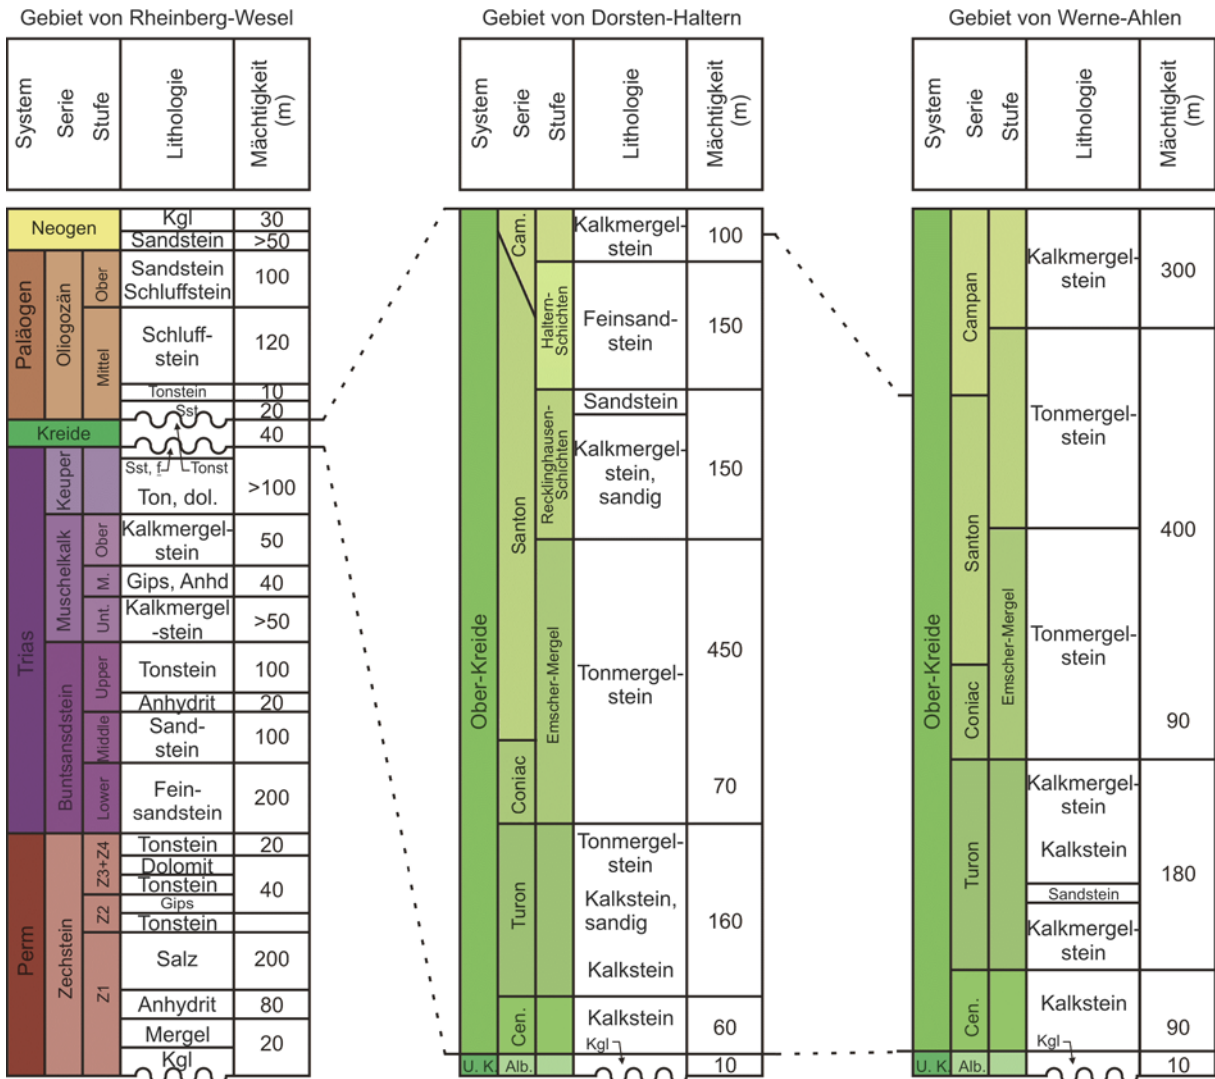 Gebiet von Rheinberg-Wesel
System
Serie
Stufe
Lithologie
Mächtigkeit
(m)
Neogen
Kgl
30
Sandstein
>50
Paläogen
Oliogozän
Ober
Sandstein
Schluffstein
100
Mittel
Schluff-
stein
120
Tonstein
10
Sst
20
Kreide
40
Sst, f
Tonst
Trias
Keuper
Ton, dol.
>100
Muschelkalk
Ober
Kalkmergel-
stein
50
M.
Gips, Anhd
40
Unt.
Kalkmergel
-stein
>50
Buntsansdstein
Upper
Tonstein
100
Anhydrit
20
Middle
Sand-
stein
100
Lower
Fein-
sandstein
200
Perm
Zechstein
Z3+Z4
Tonstein
20
Dolomit
Tonstein
40
Z2
Gips
Tonstein
Z1
Salz
200
Anhydrit
80
Mergel
20
Kgl
Gebiet von Dorsten-Haltern
System
Serie
Stufe
Lithologie
Mächtigkeit
(m)
Ober-Kreide
Cam.
Kalkmergel-
stein
100
Haltern-
Schichten
Feinsand-
stein
150
Santon
Recklinghausen-
Schichten
Sandstein
Kalkmergel-
stein,
sandig
150
Emscher-Mergel
Tonmergel-
stein
450
Coniac
70
Turon
Tonmergel-
stein
Kalkstein,
sandig
Kalkstein
160
Cen.
Kalkstein
60
Kgl
U. K.
Alb.
10
Gebiet von Werne-Ahlen
System
Serie
Stufe
Lithologie
Mächtigkeit
(m)
Ober-Kreide
Campan
Kalkmergel-
stein
300
Tonmergel-
stein
Santon
400
Emscher-Mergel
Tonmergel-
stein
Coniac
90
Turon
Kalkmergel-
stein
Kalkstein
180
Sandstein
Kalkmergel-
stein
Cen.
Kalkstein
90
Kgl
U. K.
Alb.
10